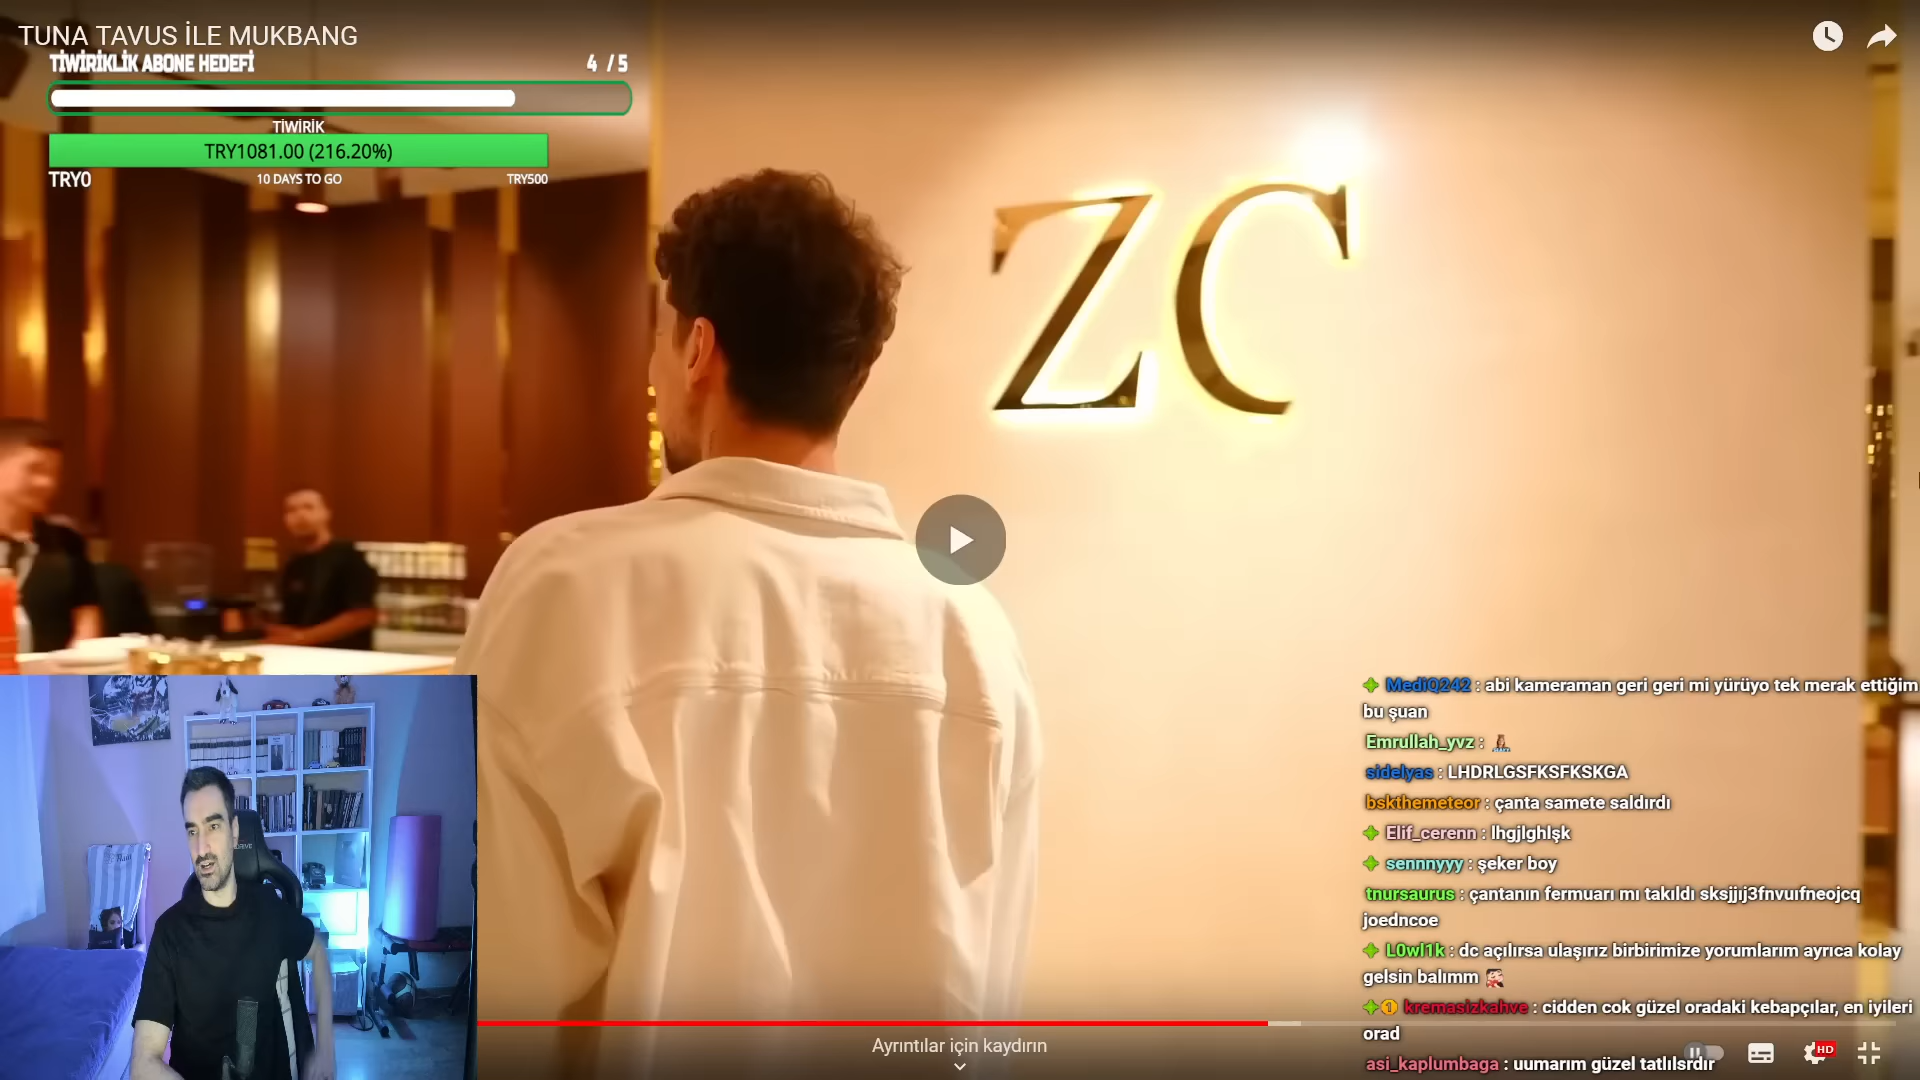 TUNA TAVUS İLE MUKBANG
TİWİRİKLİK ABONE HEDEFİ 4 / 5
TİWİRİK
TRY1081.00 (216.20%)
TRY0 10 DAYS TO GO TRY500
ZC
MediQ242 : abi kameraman geri geri mi yürüyo tek merak ettiğim
bu şuan
Emrullah_yvz :
sidelyas : LHDRLGSFKSFKSKGA
bskthemeteor : çanta samete saldırdı
Elif_cerenn : lhgjlghlşk
sennnyyy : şeker boy
tnursaurus : çantanın fermuarı mı takıldı sksjjıj3fnvuıfneojcq
joedncoe
L0wl1k : dc açılırsa ulaşırız birbirimize yorumlarım ayrıca kolay
gelsin balımm
1 kremasizkahve : cidden cok güzel oradaki kebapçılar, en iyileri
orad
asi_kaplumbaga : uumarım güzel tatlılsrdır
Ayrıntılar için kaydırın
HD